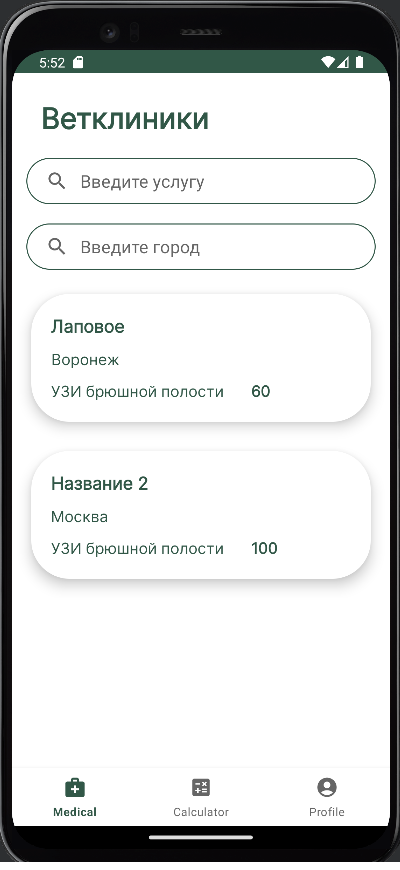 5:52
Ветклиники
Введите услугу
Введите город
Лаповое
Воронеж
УЗИ брюшной полости 60
Название 2
Москва
УЗИ брюшной полости 100
Medical Calculator Profile